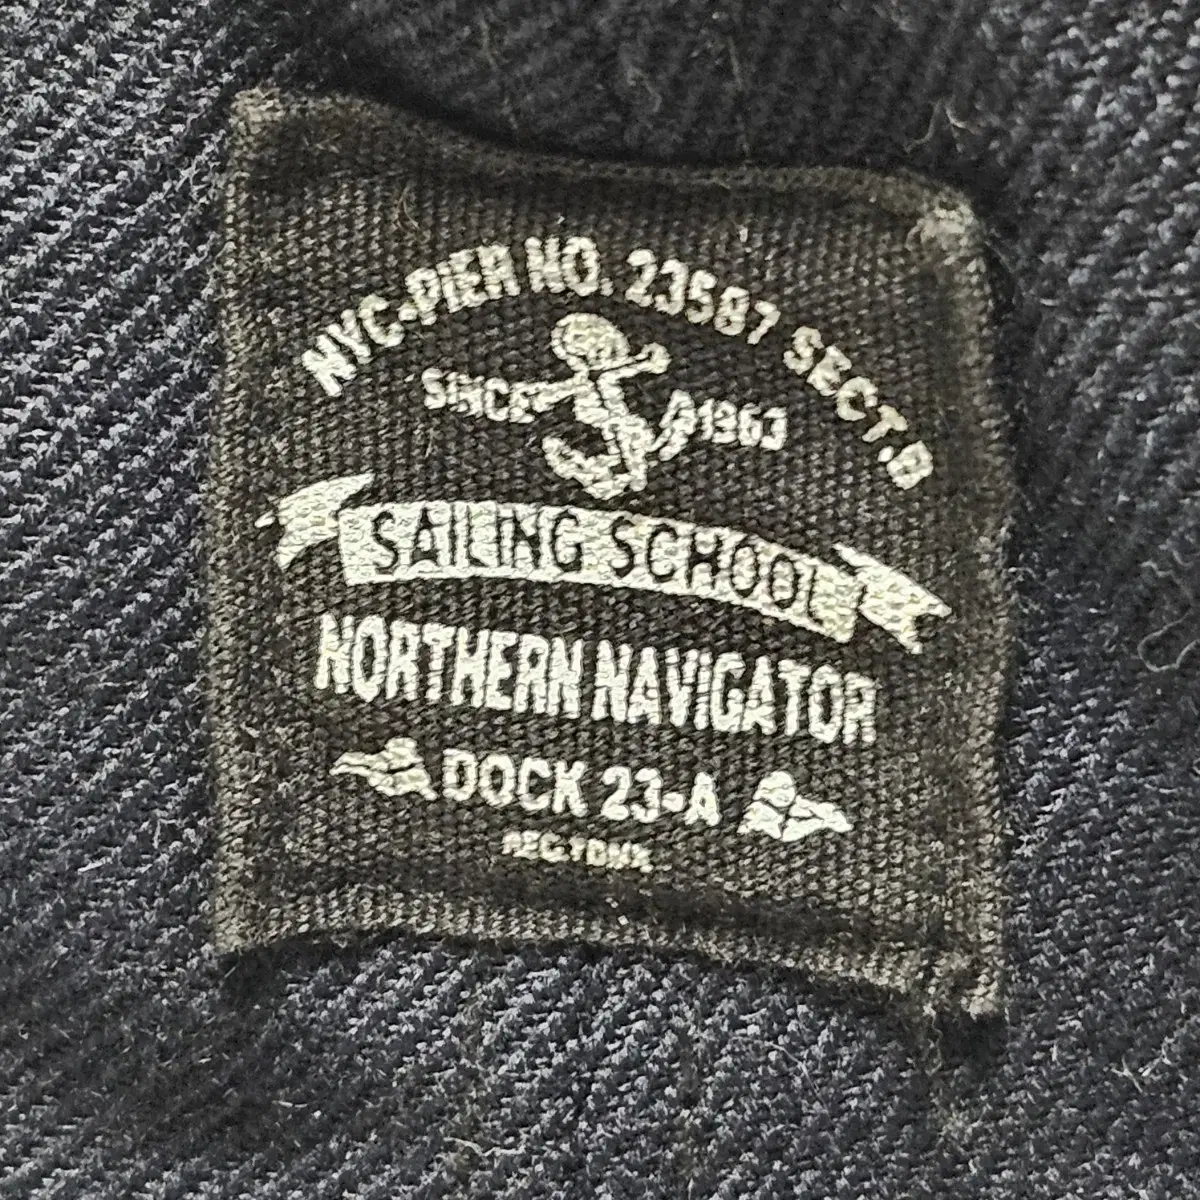 NYC-PIER NO. 23587 SECT.B
SINCE 1963
SAILING SCHOOL
NORTHERN NAVIGATOR
DOCK 23-A